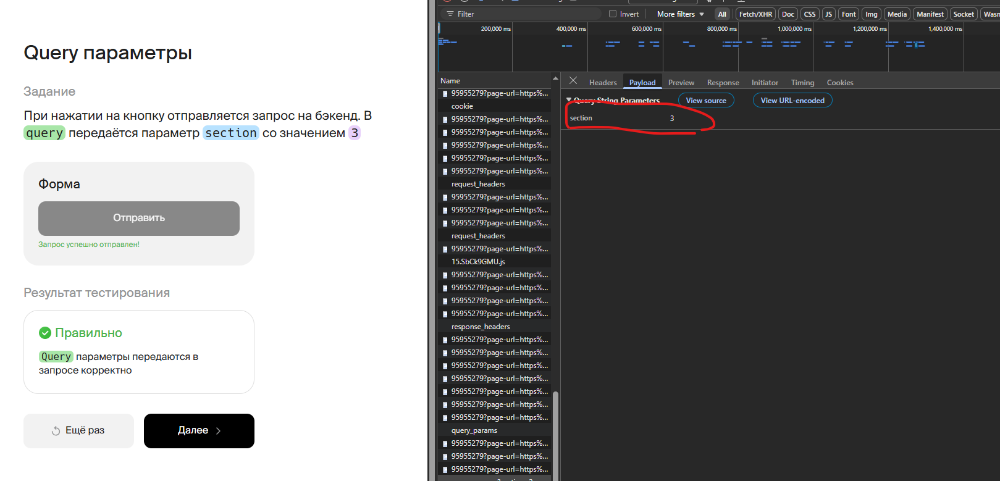 Query параметры
Задание
При нажатии на кнопку отправляется запрос на бэкенд. В
query передаётся параметр section со значением 3
Форма
Отправить
Запрос успешно отправлен!
Результат тестирования
Правильно
Query параметры передаются в
запросе корректно
Ещё раз
Далее
Filter
Invert
More filters
All
Fetch/XHR
Doc
CSS
JS
Font
Img
Media
Manifest
Socket
200,000 ms
400,000 ms
600,000 ms
800,000 ms
1,000,000 ms
1,200,000 ms
1,400,000 ms
Name
95955279?page-url=https%...
cookie
95955279?page-url=https%...
95955279?page-url=https%...
95955279?page-url=https%...
95955279?page-url=https%...
95955279?page-url=https%...
request_headers
95955279?page-url=https%...
95955279?page-url=https%...
95955279?page-url=https%...
request_headers
95955279?page-url=https%...
15.SbCk9GMU.js
95955279?page-url=https%...
95955279?page-url=https%...
95955279?page-url=https%...
95955279?page-url=https%...
response_headers
95955279?page-url=https%...
95955279?page-url=https%...
95955279?page-url=https%...
95955279?page-url=https%...
95955279?page-url=https%...
95955279?page-url=https%...
95955279?page-url=https%...
query_params
95955279?page-url=https%...
95955279?page-url=https%...
95955279?page-url=https%...
Headers
Payload
Preview
Response
Initiator
Timing
Cookies
Query String Parameters
View source
View URL-encoded
section 3